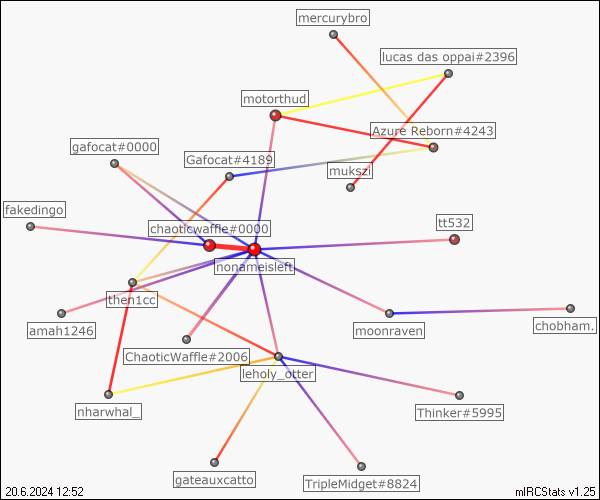 mercurybro
lucas das oppai#2396
motorthud
Azure Reborn#4243
gafocat#0000
Gafocat#4189
mukszi
fakedingo
chaoticwaffle#0000
tt532
nonameisleft
then1cc
amah1246
moonraven
chobham.
ChaoticWaffle#2006
leholy_otter
nharwhal_
Thinker#5995
gateauxcatto
TripleMidget#8824
20.6.2024 12:52
mIRCStats v1.25